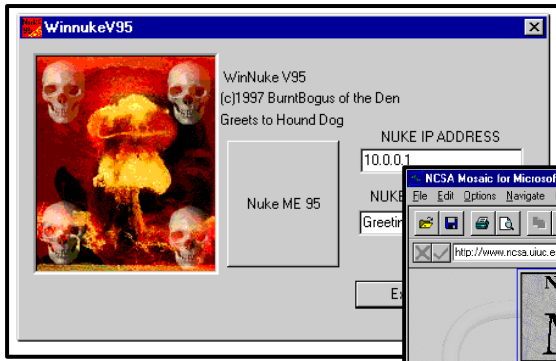 WinnukeV95
WinNuke V95
(c)1997 BurntBogus of the Den
Greets to Hound Dog
NUKE IP ADDRESS
10.0.0.1
Nuke ME 95
NUKE
NCSA Mosaic for Microsof
File Edit Options Navigate
http://www.ncsa.uiuc.e